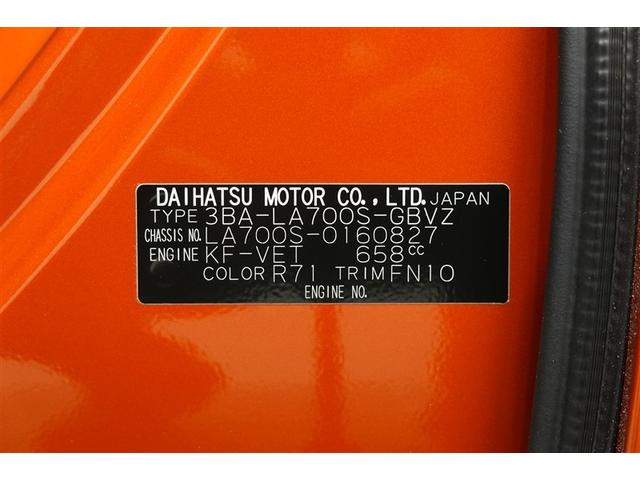 DAIHATSU MOTOR CO., LTD. JAPAN
TYPE 3BA-LA700S-GBVZ
CHASSIS NO. LA700S-0160827
ENGINE KF-VET 658cc
COLOR R71 TRIM FN10
ENGINE NO.